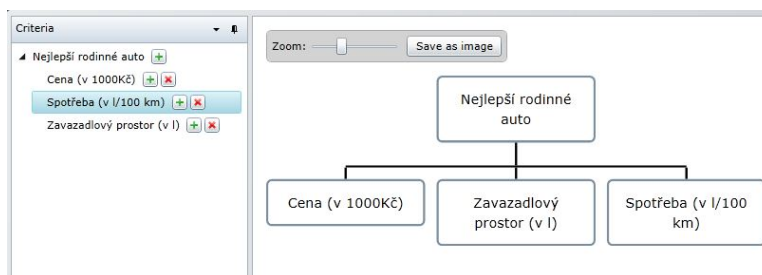 Criteria
Nejlepší rodinné auto
Cena (v 1000Kč)
Spotřeba (v l/100 km)
Zavazadlový prostor (v l)
Zoom:
Save as image
Nejlepší rodinné
auto
Cena (v 1000Kč)
Zavazadlový
prostor (v l)
Spotřeba (v l/100
km)